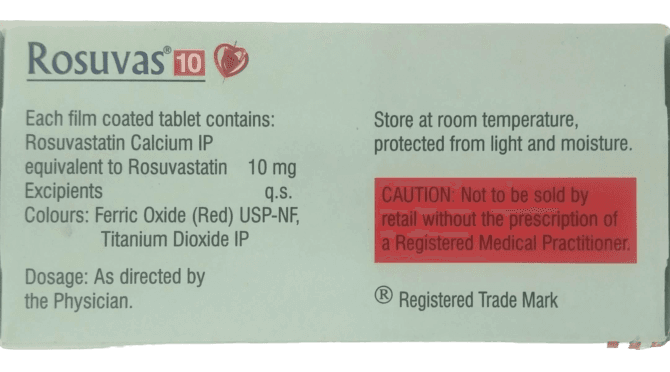 Rosuvas® 10
Each film coated tablet contains:
Rosuvastatin Calcium IP
equivalent to Rosuvastatin 10 mg
Excipients q.s.
Colours: Ferric Oxide (Red) USP-NF,
Titanium Dioxide IP
Dosage: As directed by
the Physician.
Store at room temperature,
protected from light and moisture.
CAUTION: Not to be sold by
retail without the prescription of
a Registered Medical Practitioner.
® Registered Trade Mark